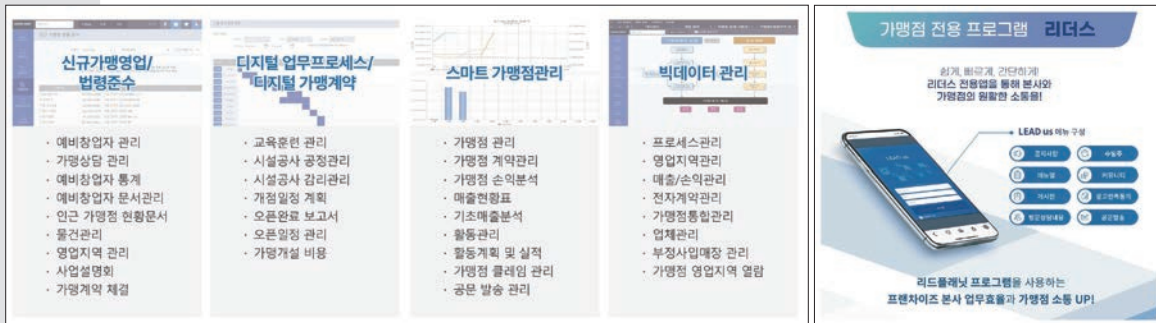 신규가맹영업/
법령준수
· 예비창업자 관리
· 가맹상담 관리
· 예비창업자 통계
· 예비창업자 문서관리
· 인근 가맹점 현황문서
· 물건관리
· 영업지역 관리
· 사업설명회
· 가맹계약 체결
디지털 업무프로세스/
디지털 가맹계약
· 교육훈련 관리
· 시설공사 공정관리
· 시설공사 감리관리
· 개점일정 계획
· 오픈완료 보고서
· 오픈일정 관리
· 가맹개설 비용
스마트 가맹점관리
· 가맹점 관리
· 가맹점 계약관리
· 가맹점 손익분석
· 매출현황표
· 기초매출분석
· 활동관리
· 활동계획 및 실적
· 가맹점 클레임 관리
· 공문 발송 관리
빅데이터 관리
· 프로세스관리
· 영업지역관리
· 매출/손익관리
· 전자계약관리
· 가맹점통합관리
· 업체관리
· 부정사입매장 관리
· 가맹점 영업지역 열람
가맹점 전용 프로그램 리더스
쉽게, 빠르게, 간단하게!
리더스 전용앱을 통해 본사와
가맹점의 원활한 소통을!
LEAD us 메뉴 구성
공지사항
매뉴얼
커뮤니티
게시판
LEAD us
리드플래닛 프로그램을 사용하는
프랜차이즈 본사 업무효율과 가맹점 소통 UP!